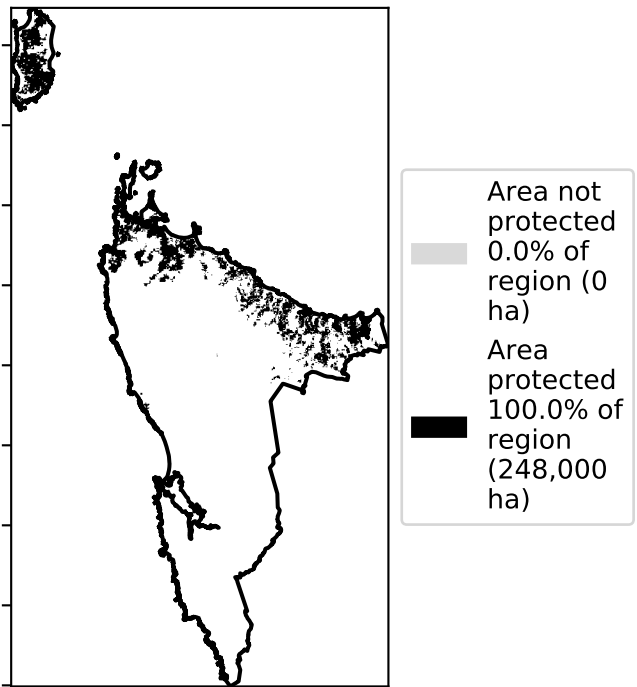 Area not
protected
0.0% of
region (0
ha)
Area
protected
100.0% of
region
(248,000
ha)